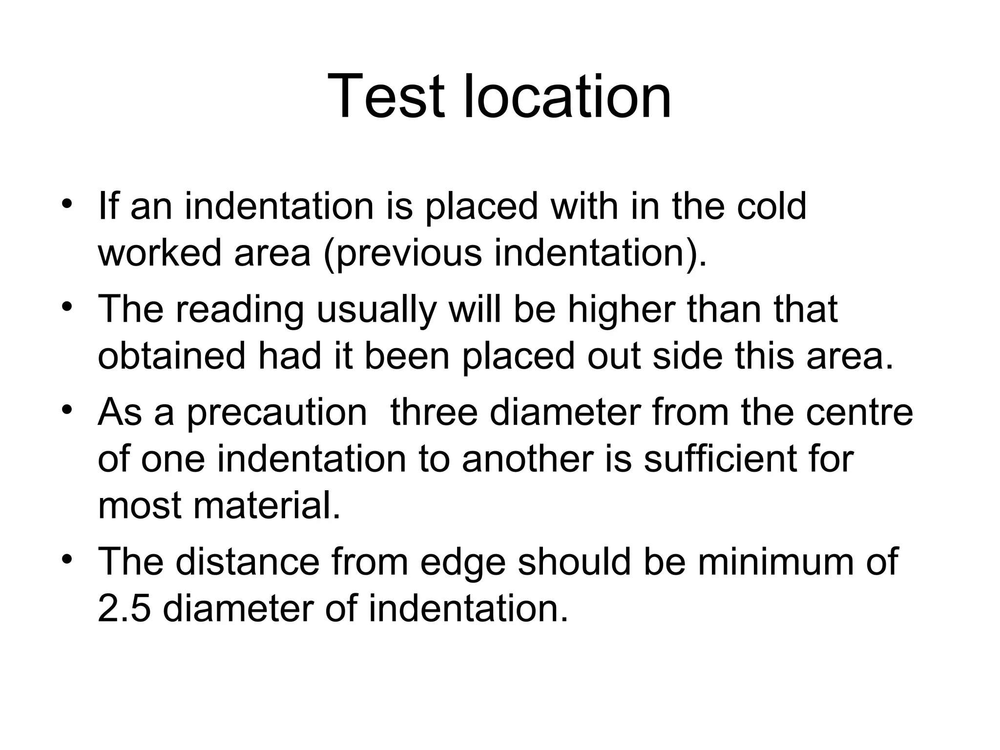 Test location
• If an indentation is placed with in the cold
worked area (previous indentation).
• The reading usually will be higher than that
obtained had it been placed out side this area.
• As a precaution  three diameter from the centre
of one indentation to another is sufficient for
most material.
• The distance from edge should be minimum of
2.5 diameter of indentation.